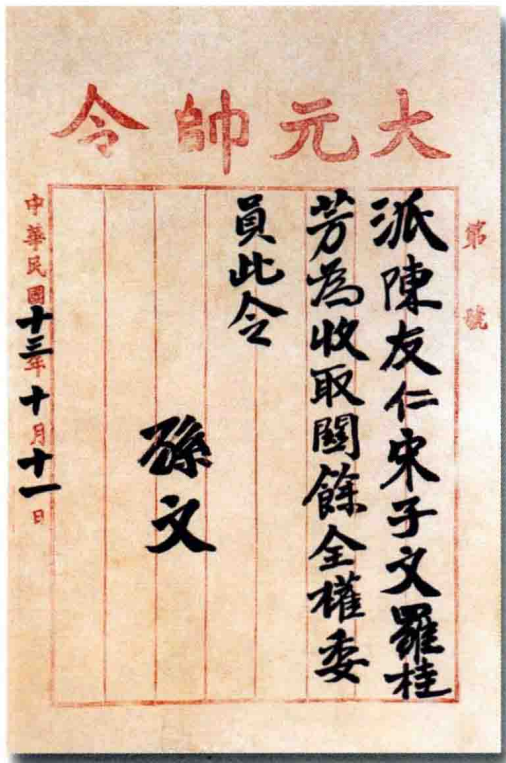 大元帥令
第 號
派陳友仁宋子文羅桂
芳為收取關餘全權委
員此令
孫文
中華民國十三年十月十一日